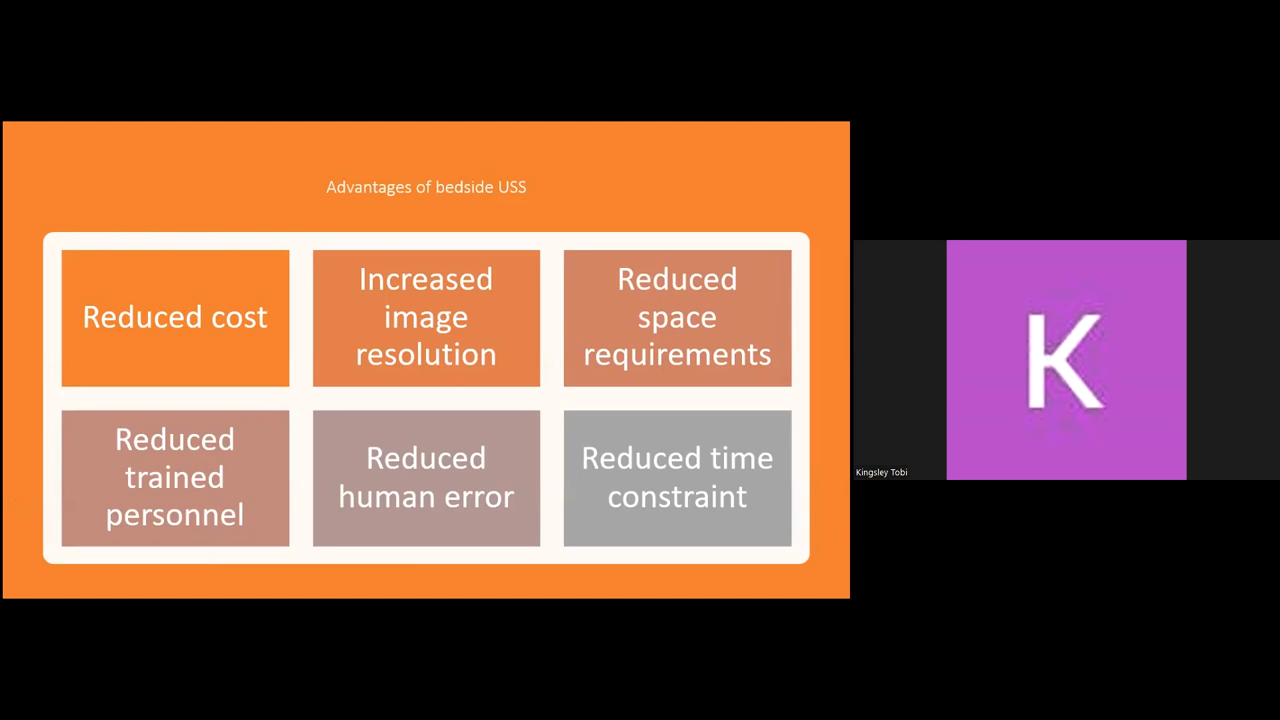 Advantages of bedside USS
Reduced cost
Increased
image
resolution
Reduced
space
requirements
Reduced
trained
personnel
Reduced
human error
Reduced time
constraint
K
Kingsley Tobi